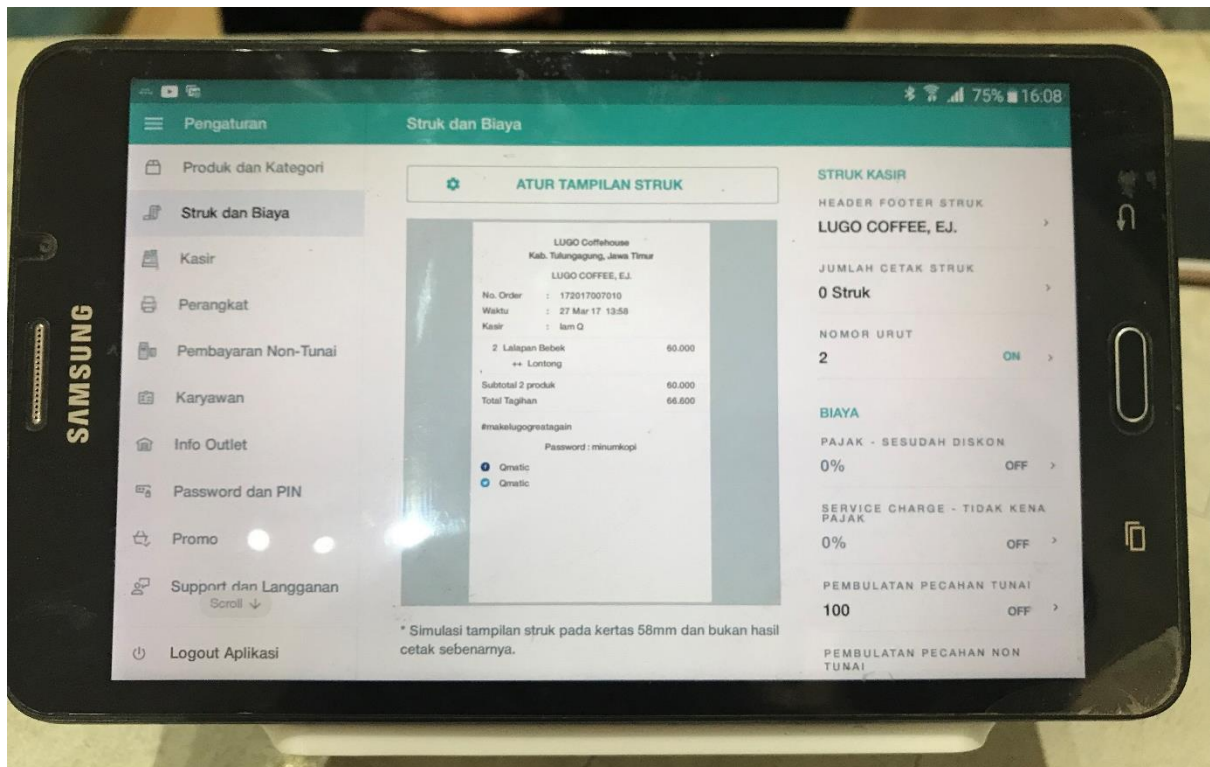 75% 16:08
Pengaturan
Struk dan Biaya
Produk dan Kategori
Struk dan Biaya
Kasir
Perangkat
Pembayaran Non-Tunai
Karyawan
Info Outlet
Password dan PIN
Promo
Support dan Langganan
Scroll ↓
Logout Aplikasi
ATUR TAMPILAN STRUK
LUGO Coffehouse
Kab. Tulungagung, Jawa Timur
LUGO COFFEE, EJ.
No. Order : 172017007010
Waktu : 27 Mar 17 13:58
Kasir : Iam Q
2 Lalapan Bebek 60.000
++ Lontong
Subtotal 2 produk 60.000
Total Tagihan 66.600
#makelugogreatagain
Password : minumkopi
Qmatic
Qmatic
* Simulasi tampilan struk pada kertas 58mm dan bukan hasil
cetak sebenarnya.
STRUK KASIR
HEADER FOOTER STRUK
LUGO COFFEE, EJ.
JUMLAH CETAK STRUK
0 Struk
NOMOR URUT
2 ON
BIAYA
PAJAK - SESUDAH DISKON
0% OFF
SERVICE CHARGE - TIDAK KENA
PAJAK
0% OFF
PEMBULATAN PECAHAN TUNAI
100 OFF
PEMBULATAN PECAHAN NON
TUNAI
SAMSUNG